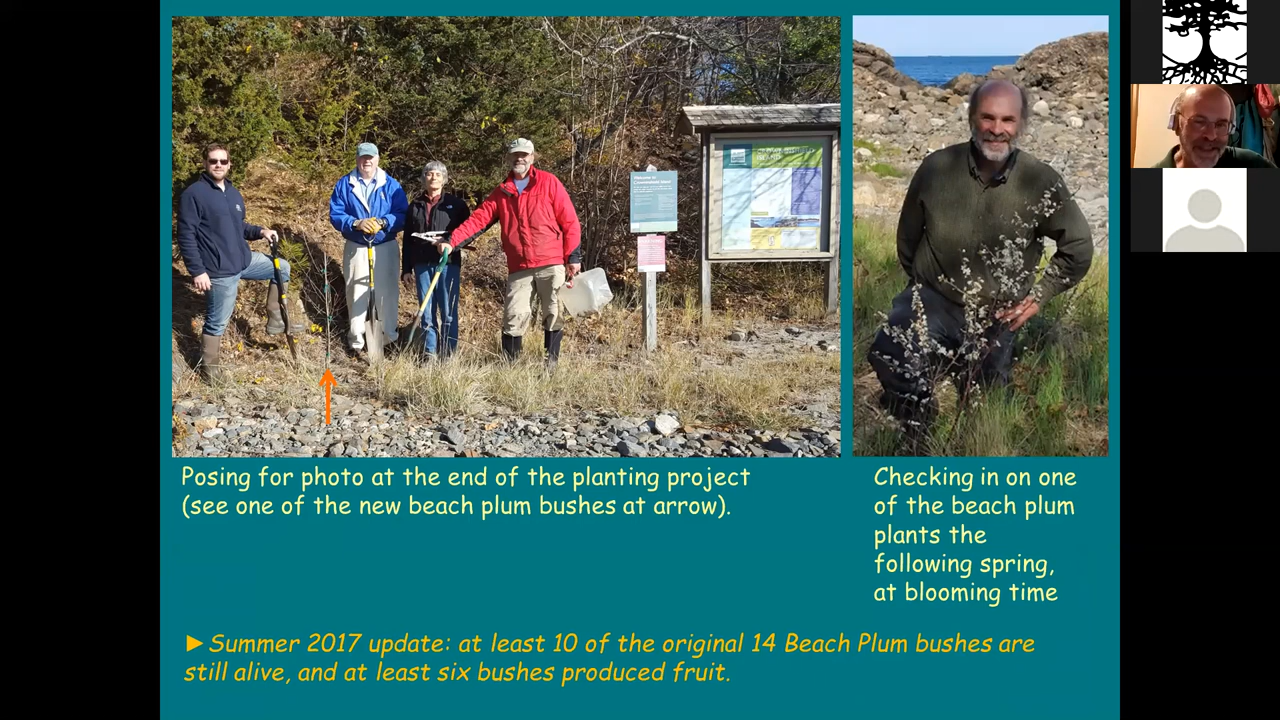 Welcome to
Posing for photo at the end of the planting project
(see one of the new beach plum bushes at arrow).
Checking in on one
of the beach plum
plants the
following spring,
at blooming time
►Summer 2017 update: at least 10 of the original 14 Beach Plum bushes are
still alive, and at least six bushes produced fruit.